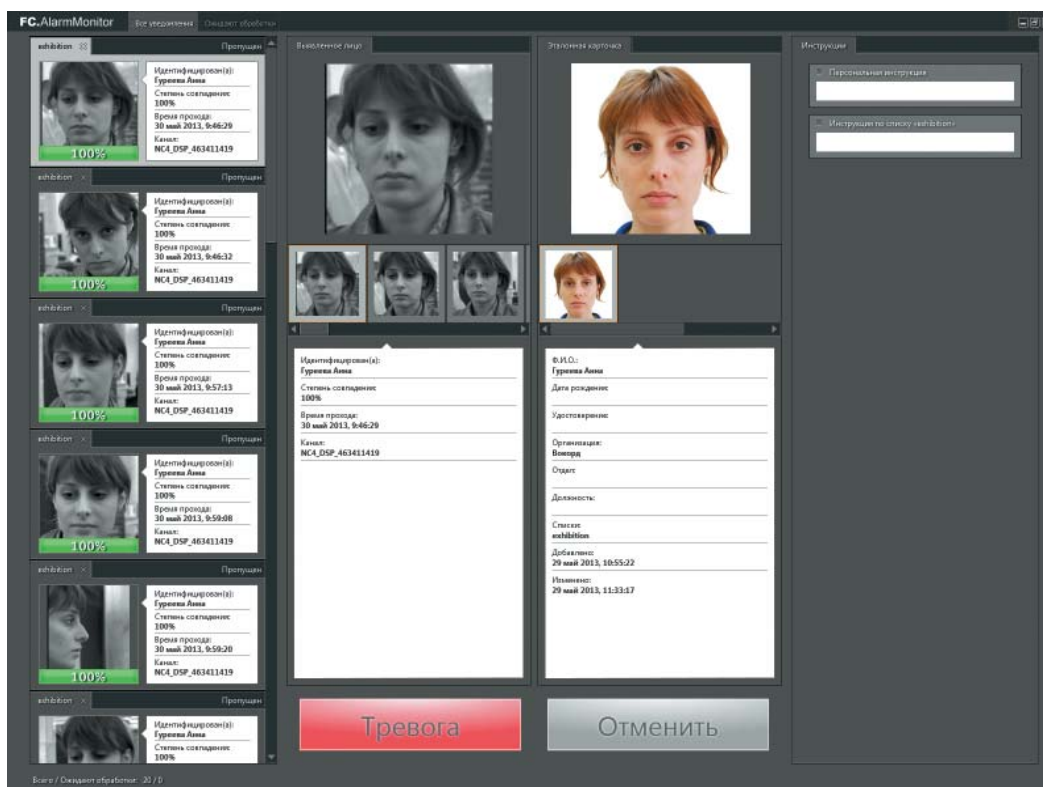 FC.AlarmMonitor
Все уведомления
Ожидают обработки
exhibition
Пропущен
Идентифицирован(а):
Гуреева Анна
Степень совпадения:
100%
Время прохода:
30 май 2013, 9:46:29
Канал:
NC4_DSP_463411419
100%
exhibition
Пропущен
Идентифицирован(а):
Гуреева Анна
Степень совпадения:
100%
Время прохода:
30 май 2013, 9:46:32
Канал:
NC4_DSP_463411419
100%
exhibition
Пропущен
Идентифицирован(а):
Гуреева Анна
Степень совпадения:
100%
Время прохода:
30 май 2013, 9:57:13
Канал:
NC4_DSP_463411419
100%
exhibition
Пропущен
Идентифицирован(а):
Гуреева Анна
Степень совпадения:
100%
Время прохода:
30 май 2013, 9:59:08
Канал:
NC4_DSP_463411419
100%
exhibition
Пропущен
Идентифицирован(а):
Гуреева Анна
Степень совпадения:
100%
Время прохода:
30 май 2013, 9:59:20
Канал:
NC4_DSP_463411419
100%
exhibition
Пропущен
Идентифицирован(а):
Гуреева Анна
Степень совпадения:
100%
Выявленное лицо
Идентифицирован(а):
Гуреева Анна
Степень совпадения:
100%
Время прохода:
30 май 2013, 9:46:29
Канал:
NC4_DSP_463411419
Тревога
Эталонная карточка
Ф.И.О.:
Гуреева Анна
Дата рождения:
Удостоверение:
Организация:
Вокорд
Отдел:
Должность:
Списки:
exhibition
Добавлено:
29 май 2013, 10:55:22
Изменено:
29 май 2013, 11:33:17
Отменить
Инструкции
Персональная инструкция
Инструкции по списку «exhibition»
Всего / Ожидают обработки: 20 / 0